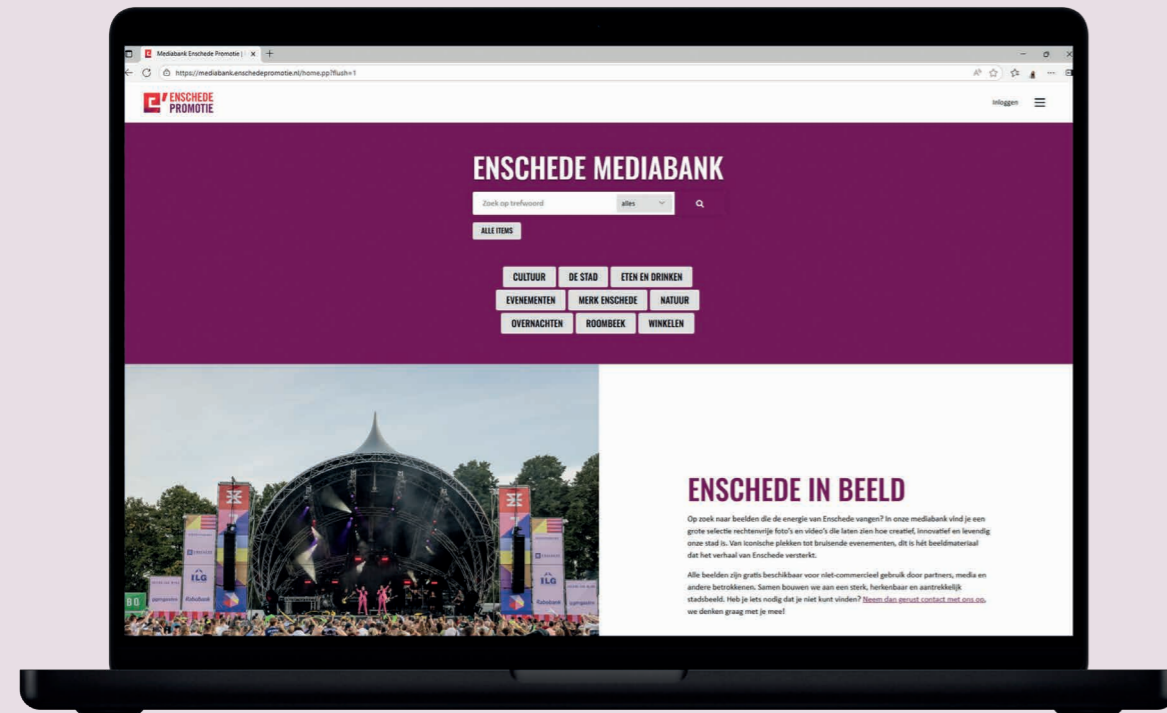 Mediabank Enschede Promotie |
https://mediabank.enschedepromotie.nl/home.pp?flush=1
ENSCHEDE
PROMOTIE
Inloggen
ENSCHEDE MEDIABANK
Zoek op trefwoord
alles
ALLE ITEMS
CULTUUR DE STAD ETEN EN DRINKEN
EVENEMENTEN MERK ENSCHEDE NATUUR
OVERNACHTEN ROOMBEEK WINKELEN
ILG
ILG
Rabobank
ENSCHEDE IN BEELD
Op zoek naar beelden die de energie van Enschede vangen? In onze mediabank vind je een
grote selectie rechtenvrije foto's en video's die laten zien hoe creatief, innovatief en levendig
onze stad is. Van iconische plekken tot bruisende evenementen, dit is hét beeldmateriaal
dat het verhaal van Enschede versterkt.
Alle beelden zijn gratis beschikbaar voor niet-commercieel gebruik door partners, media en
andere betrokkenen. Samen bouwen we aan een sterk, herkenbaar en aantrekkelijk
stadsbeeld. Heb je iets nodig dat je niet kunt vinden? Neem dan gerust contact met ons op,
we denken graag met je mee!